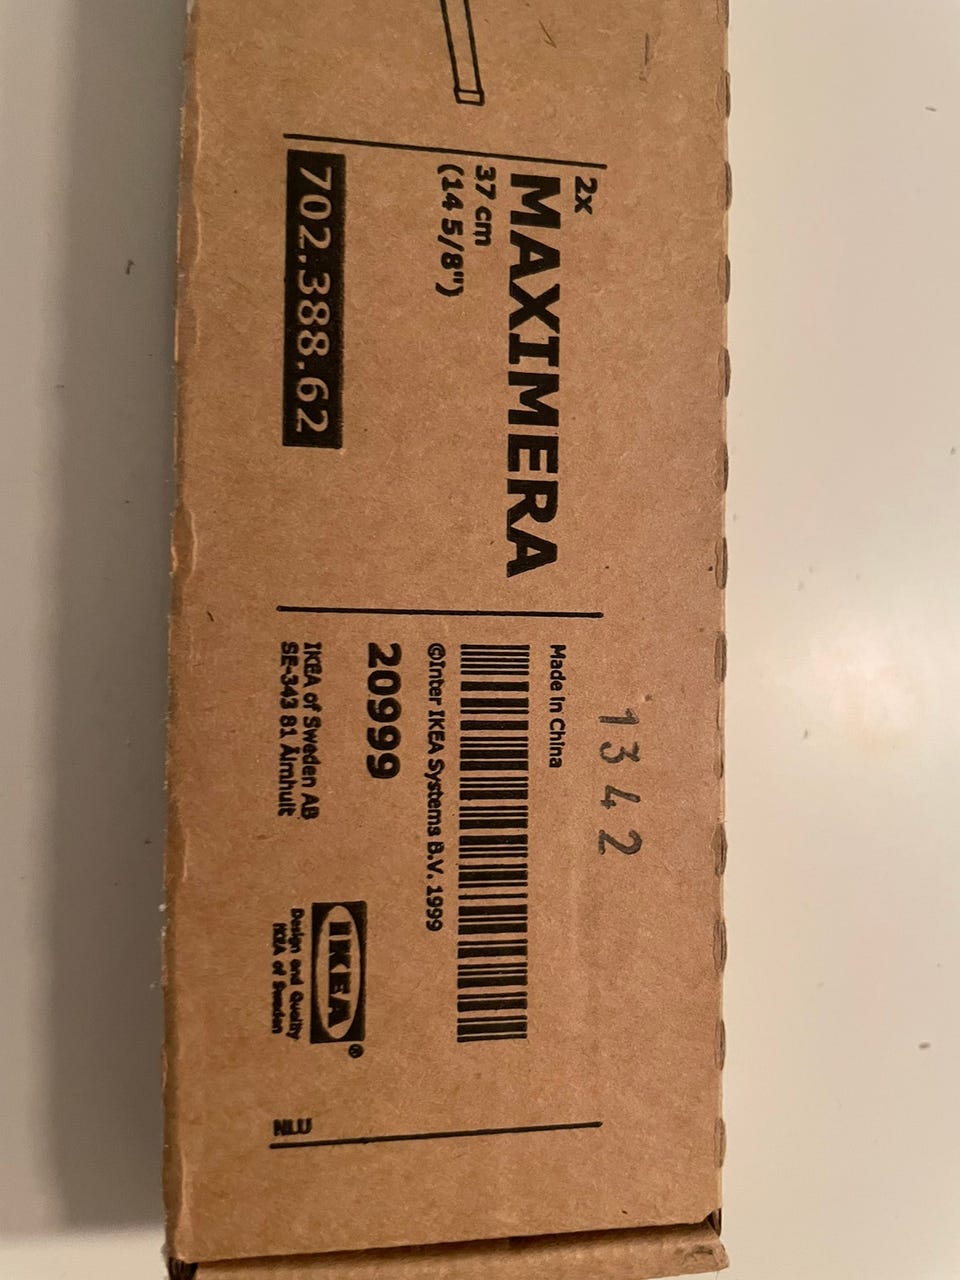 2x
MAXIMERA
37 cm
(14 5/8")
702.388.62
1342
Made in China
©Inter IKEA Systems B.V. 1999
20999
IKEA of Sweden AB
SE-343 81 Älmhult
IKEA®
Design and Quality
IKEA of Sweden
NLU